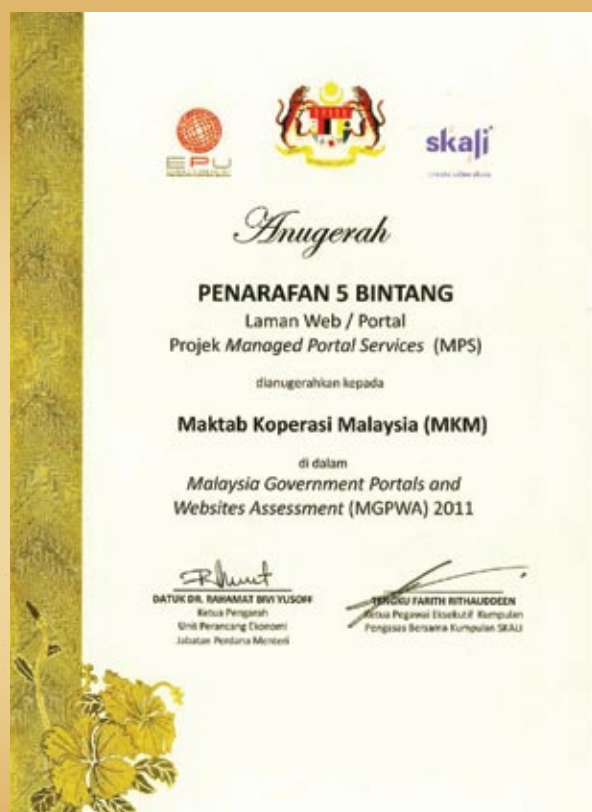 EPU
skali
Anugerah
PENARAFAN 5 BINTANG
Laman Web / Portal
Projek Managed Portal Services (MPS)
dianugerahkan kepada
Maktab Koperasi Malaysia (MKM)
di dalam
Malaysia Government Portals and
Websites Assessment (MGPWA) 2011
DATUK DR. RAHAMAT BIVI YUSOFF
Ketua Pengarah
Unit Perancang Ekonomi
Jabatan Perdana Menteri
TENGKU FARITH RITHAUDDEEN
Ketua Pegawai Eksekutif Kumpulan
Pengasas Bersama Kumpulan SKALI